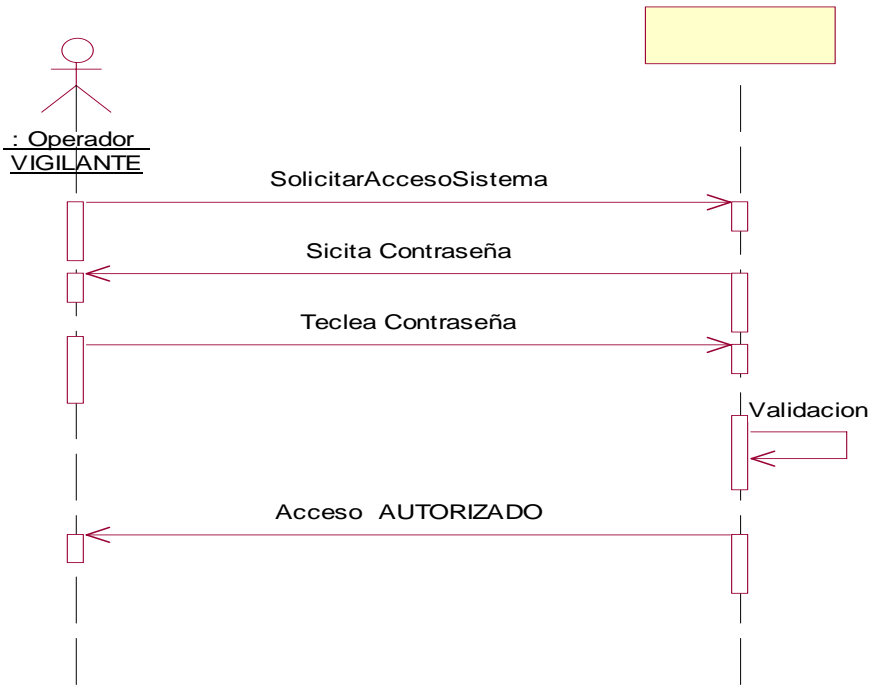 : Operador
VIGILANTE
SolicitarAccesoSistema
Sicita Contraseña
Teclea Contraseña
Validacion
Acceso AUTORIZADO